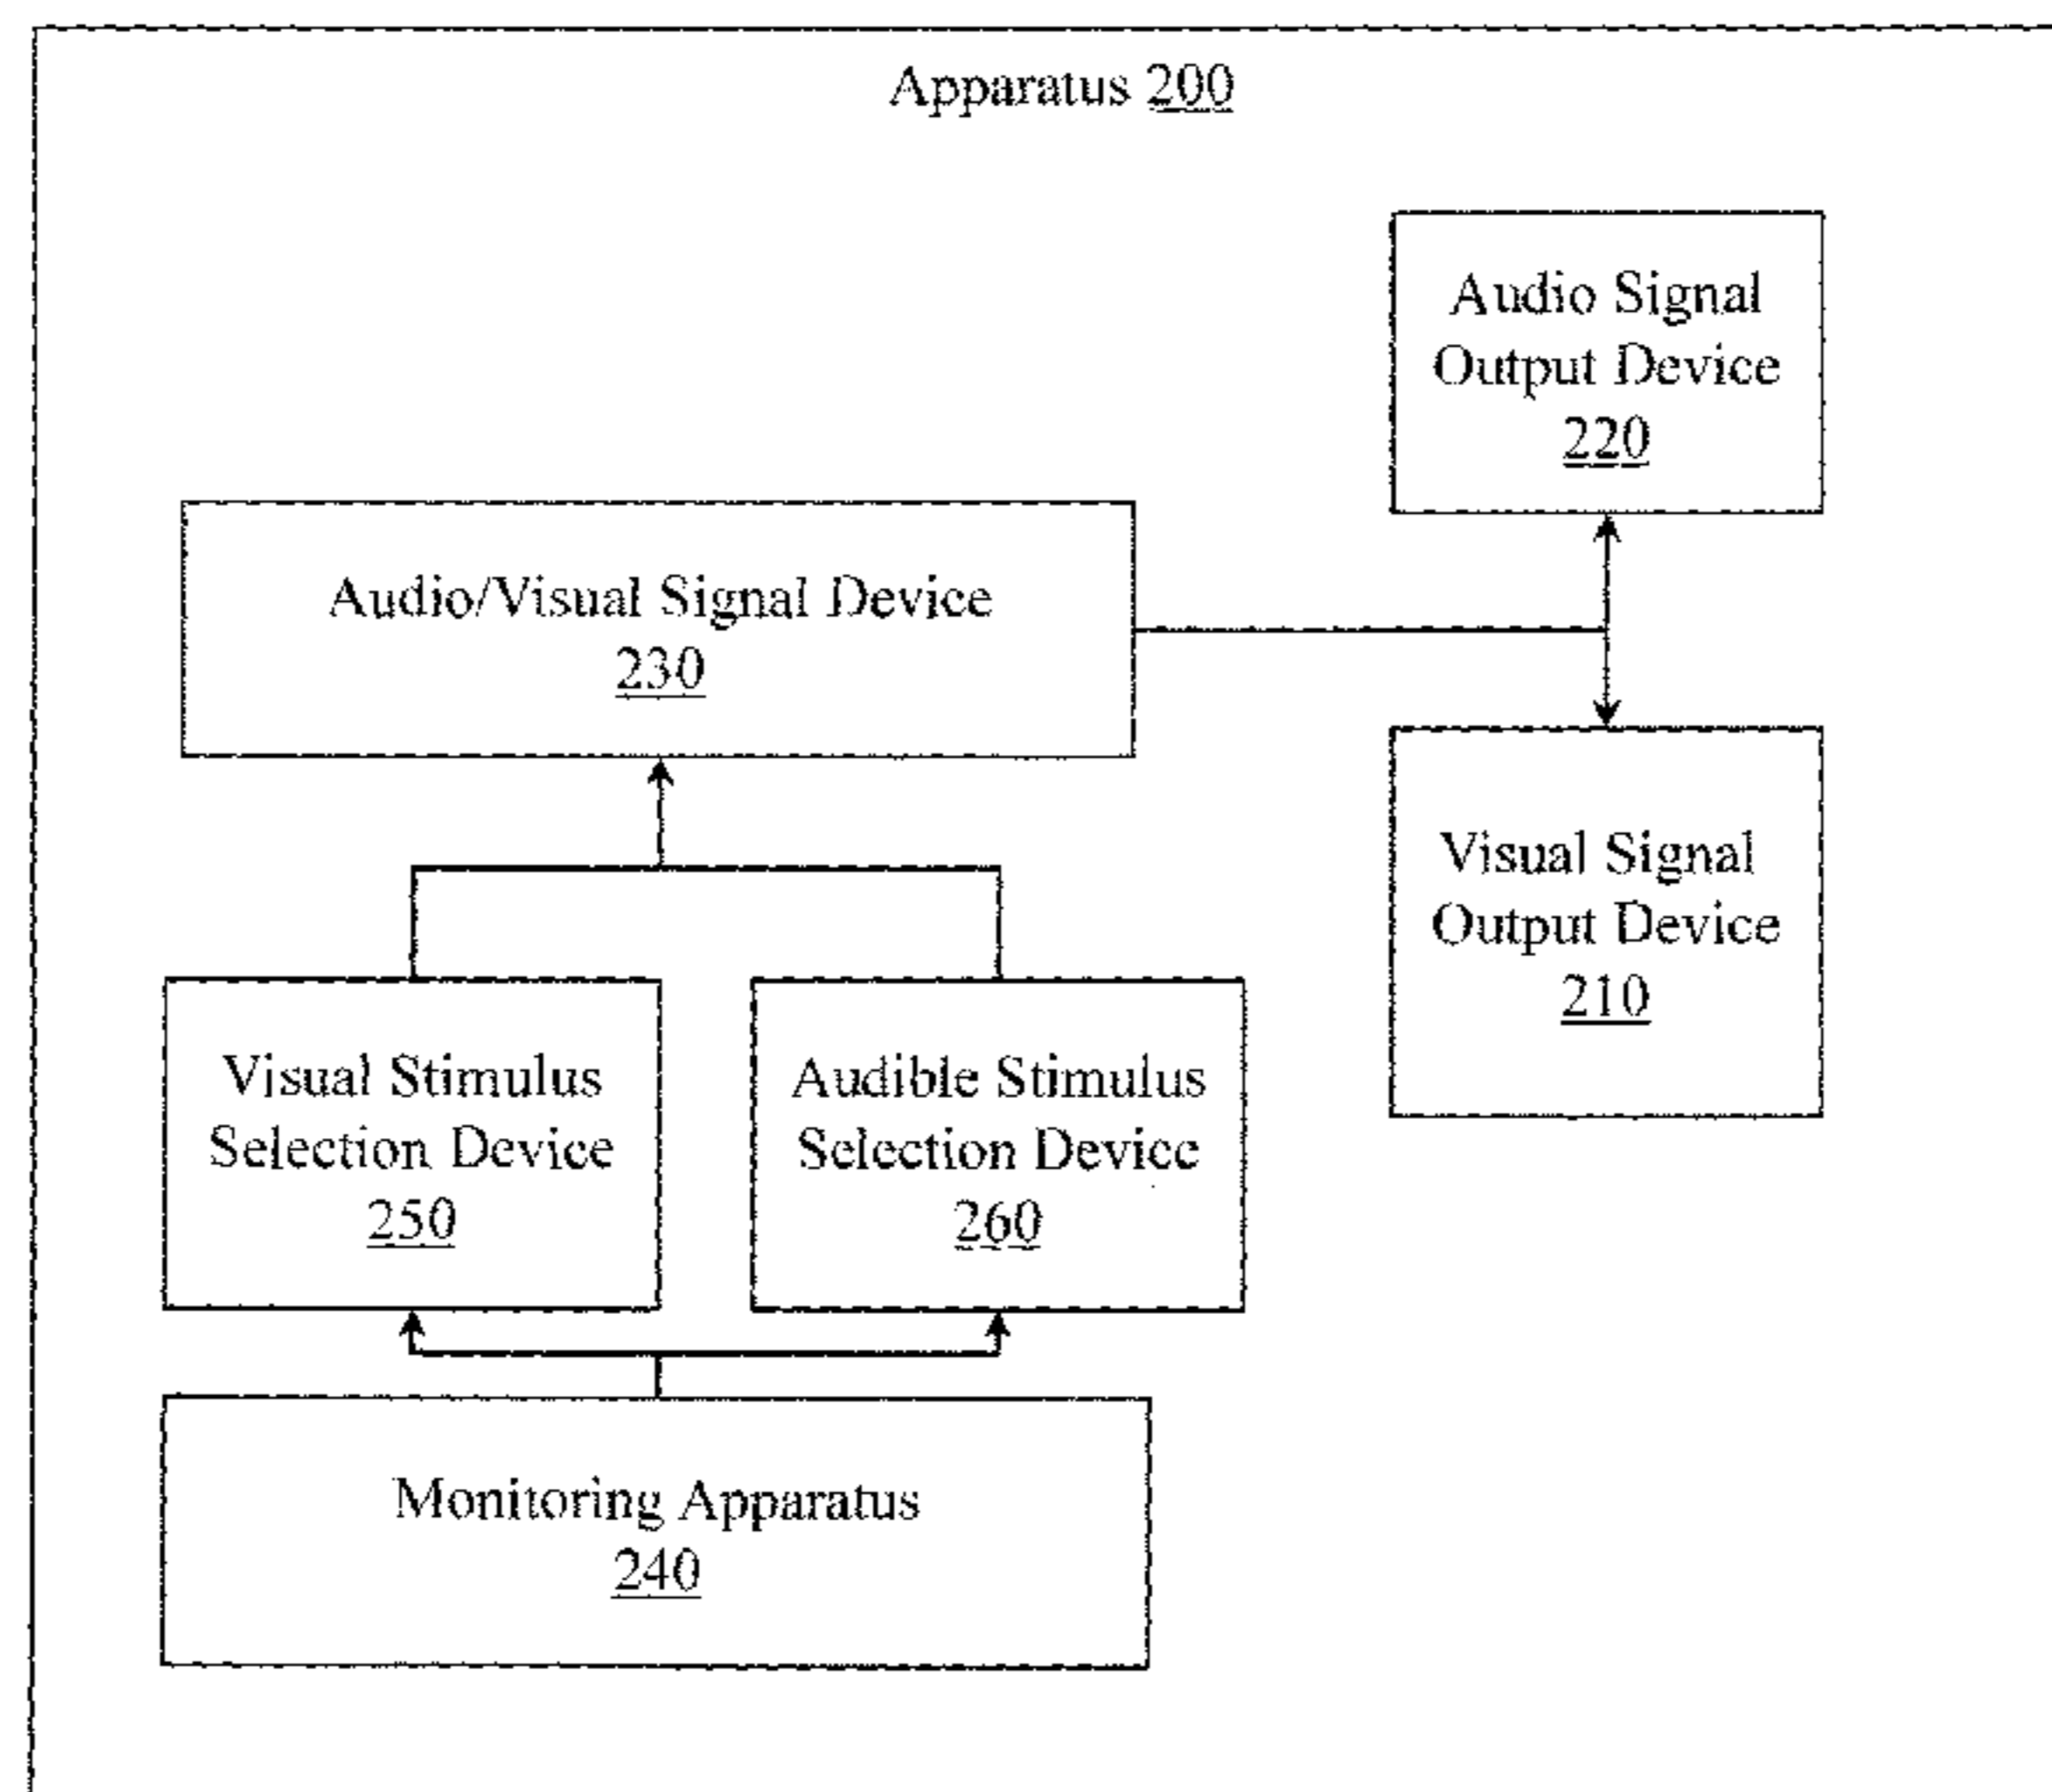 Apparatus 200
Audio Signal
Output Device
220
Audio/Visual Signal Device
230
Visual Signal
Output Device
210
Visual Stimulus
Selection Device
250
Audible Stimulus
Selection Device
260
Monitoring Apparatus
240